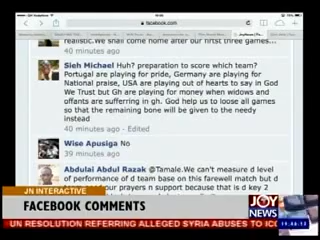 facebook.com
realistic.We shall come home after our nrtst three games...
40 minutes ago
Sieh Michael Huh? preparation to score which team?
Portugal are playing for pride, Germany are playing for
National praise, USA are playing out of hearts to say in God
We Trust but Gh are playing for money when widows and
offants are sufferring in gh. God help us to loose all games
so that the remaining bone will be given to the needy
instead
40 minutes ago - Edited
Wise Apusiga No
39 minutes ago
Abdulai Abdul Razak @Tamale.We can't measure d level
of performance of d team base on this farewell match but d
our prayers n support because that is d key 2
JN INTERACTIVE
FACEBOOK COMMENTS
JOY
NEWS
UN RESOLUTION REFERRING ALLEGED SYRIA ABUSES TO ICC